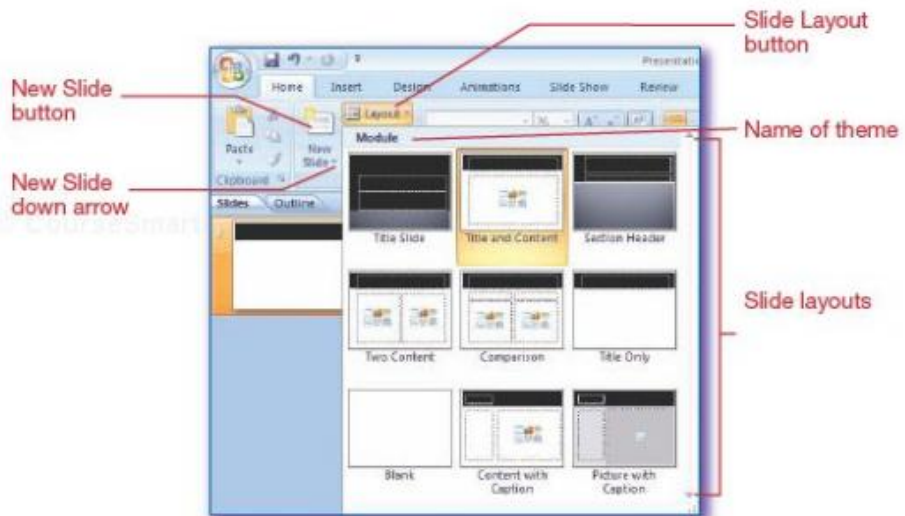 Slide Layout
button
New Slide
button
Name of theme
New Slide
down arrow
Slide layouts
Home Insert Design Animations Slide Show Review
Layout
Paste
New
Slide
Clipboard
Module
Slides Outline
CourseSmart
Title Slide Title and Content Section Header
Two Content Comparison Title Only
Blank Content with
Caption Picture with
Caption